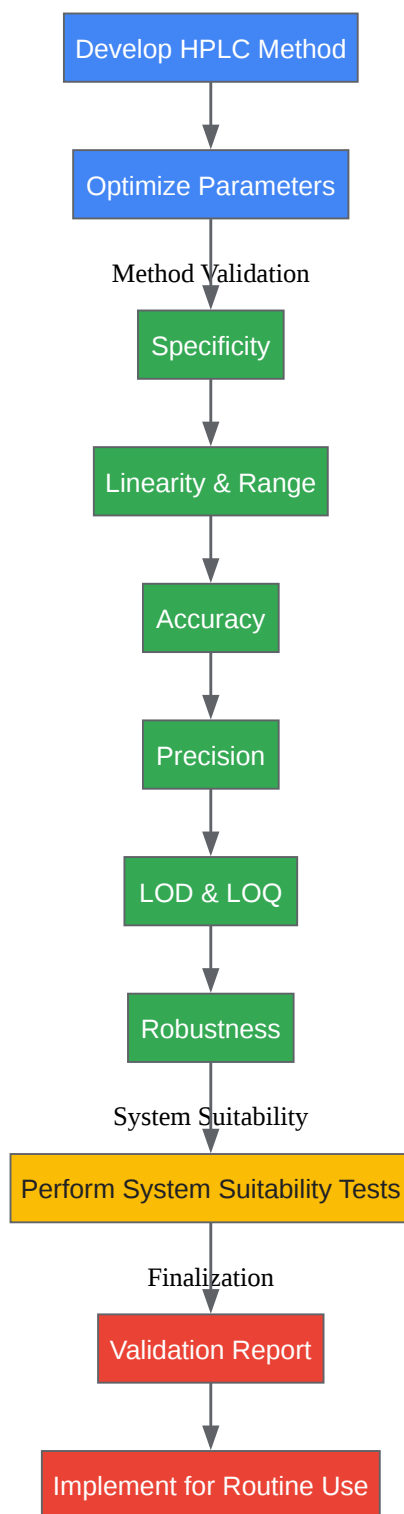 Develop HPLC Method
Optimize Parameters
Method Validation
Specificity
Linearity & Range
Accuracy
Precision
LOD & LOQ
Robustness
System Suitability
Perform System Suitability Tests
Finalization
Validation Report
Implement for Routine Use